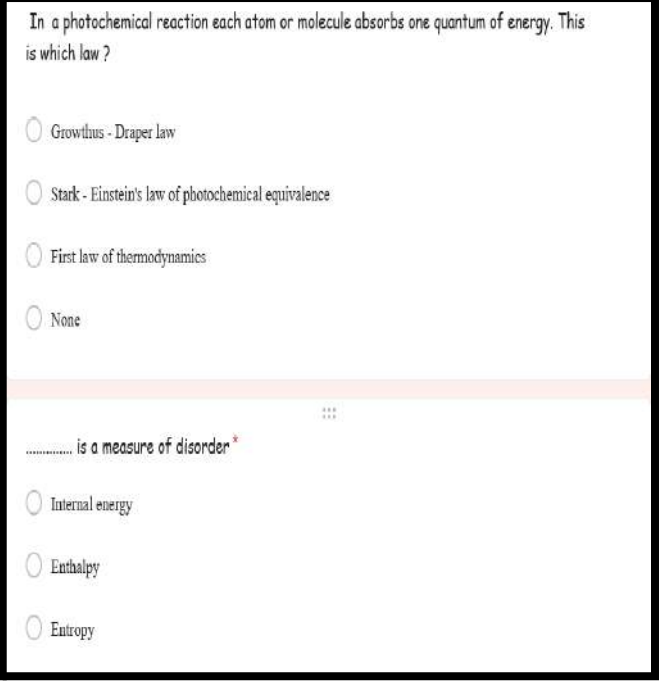 In a photochemical reaction each atom or molecule absorbs one quantum of energy. This
is which law ?
Growthus - Draper law
Stark - Einstein's law of photochemical equivalence
First law of thermodynamics
None
............. is a measure of disorder *
Internal energy
Enthalpy
Entropy